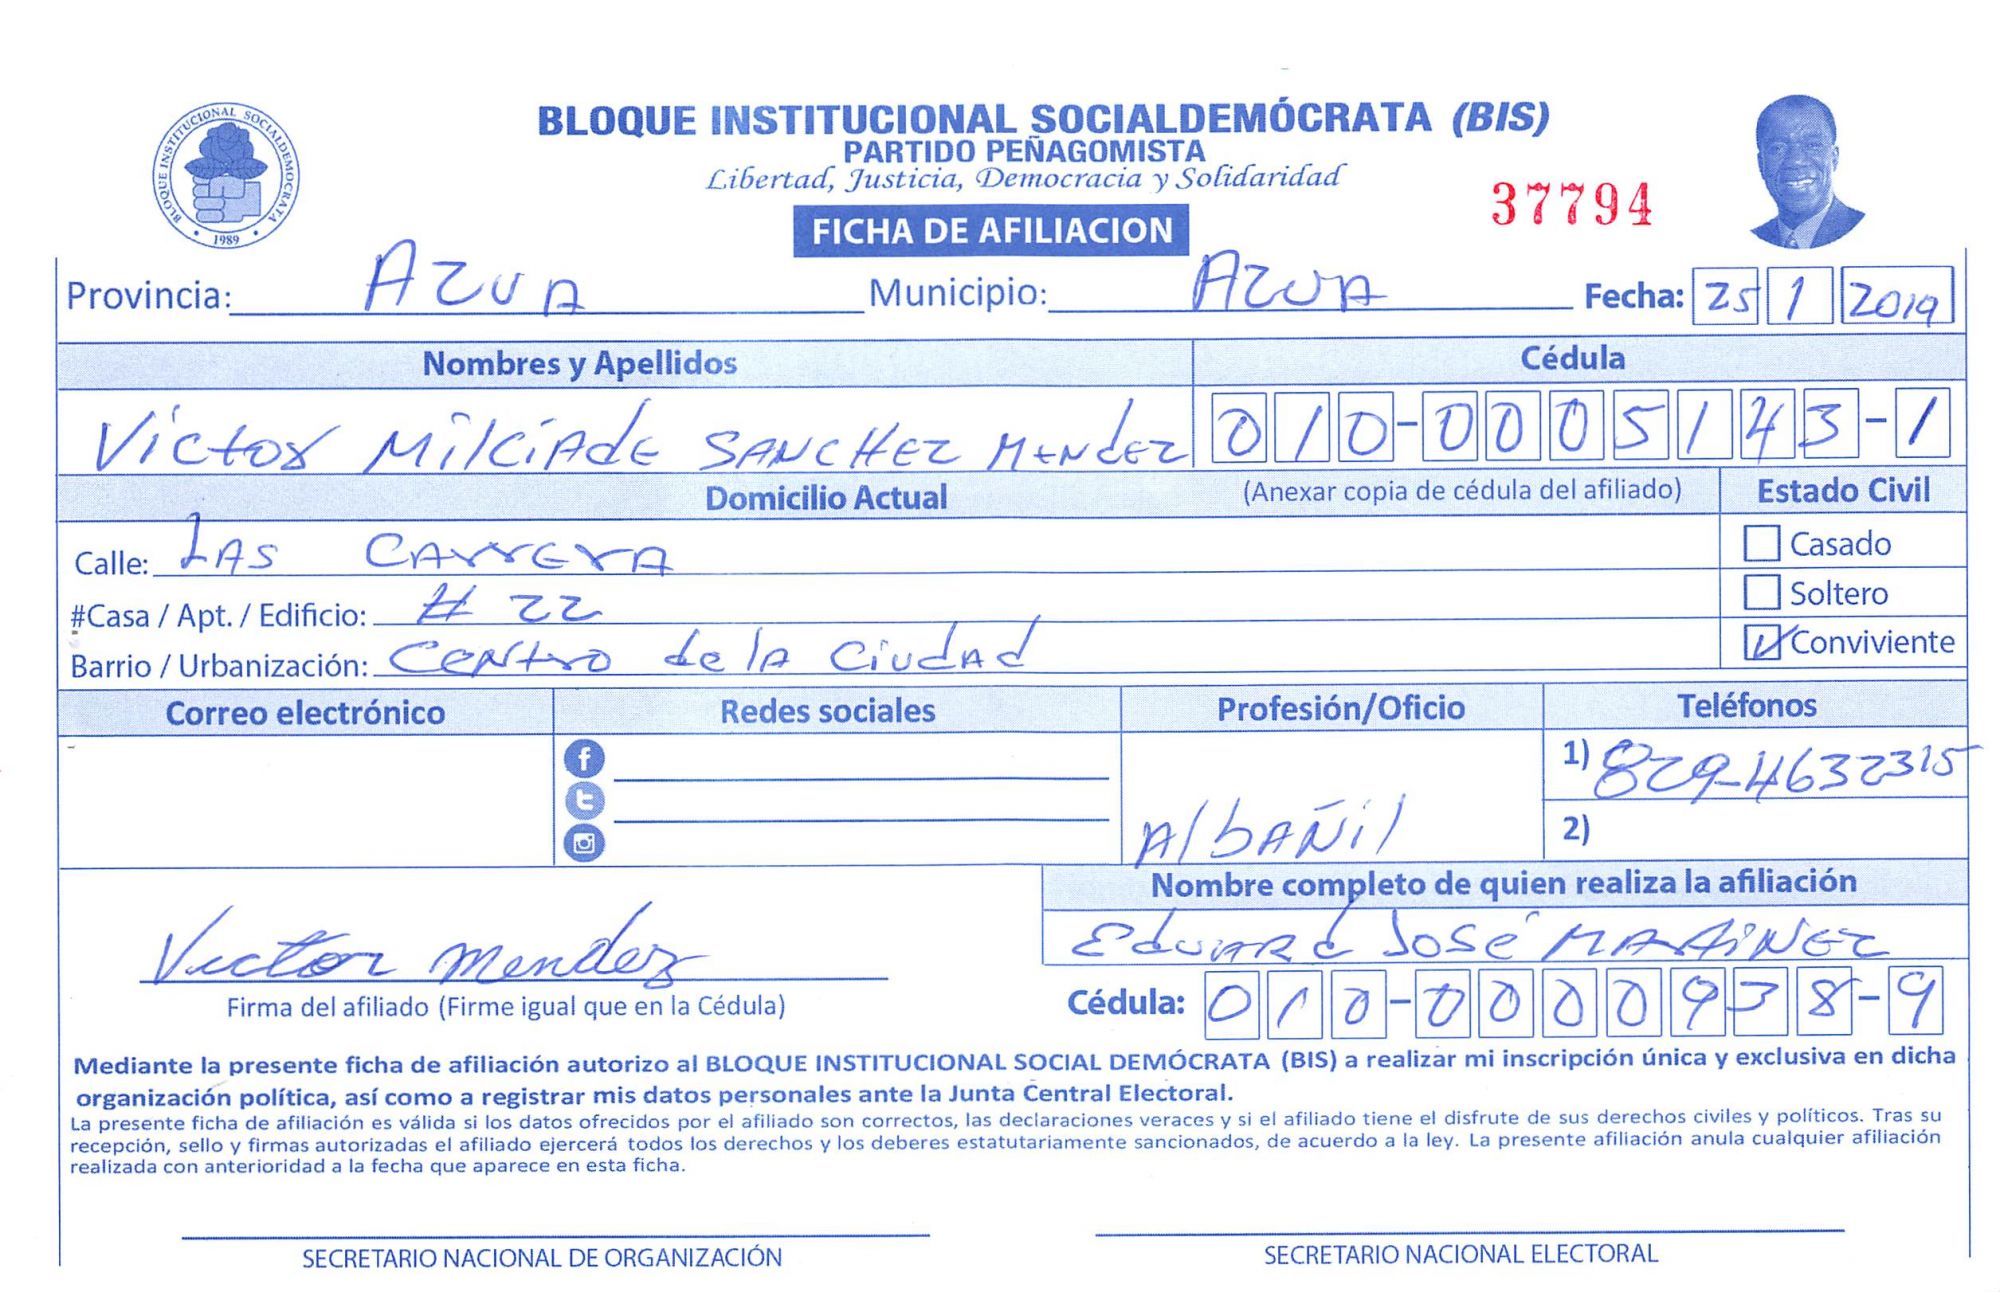 BLOQUE INSTITUCIONAL SOCIALDEMOCRATA
1989
BLOQUE INSTITUCIONAL SOCIALDEMÓCRATA (BIS)
PARTIDO PEÑAGOMISTA
Libertad, Justicia, Democracia y Solidaridad
37794
FICHA DE AFILIACION
Provincia: AZUA Municipio: AZUA Fecha: 25 1 2019
Nombres y Apellidos Cédula
Victor Milciade SANCHEZ MENdEZ 010-0005143-1
Domicilio Actual (Anexar copia de cédula del afiliado) Estado Civil
Calle: LAS CARRERA Casado
#Casa / Apt. / Edificio: # 22 Soltero
Barrio / Urbanización: Centro de la Ciudad Conviviente
Correo electrónico Redes sociales Profesión/Oficio Teléfonos
1) 829-4632315
Albañil 2)
Nombre completo de quien realiza la afiliación
Eduard José MARtiNEZ
Victor Mendez
Firma del afiliado (Firme igual que en la Cédula) Cédula: 010-0000938-9
Mediante la presente ficha de afiliación autorizo al BLOQUE INSTITUCIONAL SOCIAL DEMÓCRATA (BIS) a realizar mi inscripción única y exclusiva en dicha
organización política, así como a registrar mis datos personales ante la Junta Central Electoral.
La presente ficha de afiliación es válida si los datos ofrecidos por el afiliado son correctos, las declaraciones veraces y si el afiliado tiene el disfrute de sus derechos civiles y políticos. Tras su
recepción, sello y firmas autorizadas el afiliado ejercerá todos los derechos y los deberes estatutariamente sancionados, de acuerdo a la ley. La presente afiliación anula cualquier afiliación
realizada con anterioridad a la fecha que aparece en esta ficha.
SECRETARIO NACIONAL DE ORGANIZACIÓN SECRETARIO NACIONAL ELECTORAL